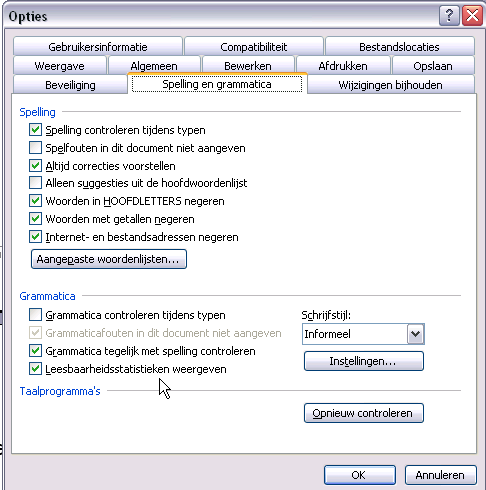 Opties
Gebruikersinformatie Compatibiliteit Bestandslocaties
Weergave Algemeen Bewerken Afdrukken Opslaan
Beveiliging Spelling en grammatica Wijzigingen bijhouden
Spelling
Spelling controleren tijdens typen
Spelfouten in dit document niet aangeven
Altijd correcties voorstellen
Alleen suggesties uit de hoofdwoordenlijst
Woorden in HOOFDLETTERS negeren
Woorden met getallen negeren
Internet- en bestandsadressen negeren
Aangepaste woordenlijsten...
Grammatica
Grammatica controleren tijdens typen Schrijfstijl:
Grammaticafouten in dit document niet aangeven Informeel
Grammatica tegelijk met spelling controleren
Leesbaarheidsstatistieken weergeven Instellingen...
Taalprogramma's
Opnieuw controleren
OK Annuleren